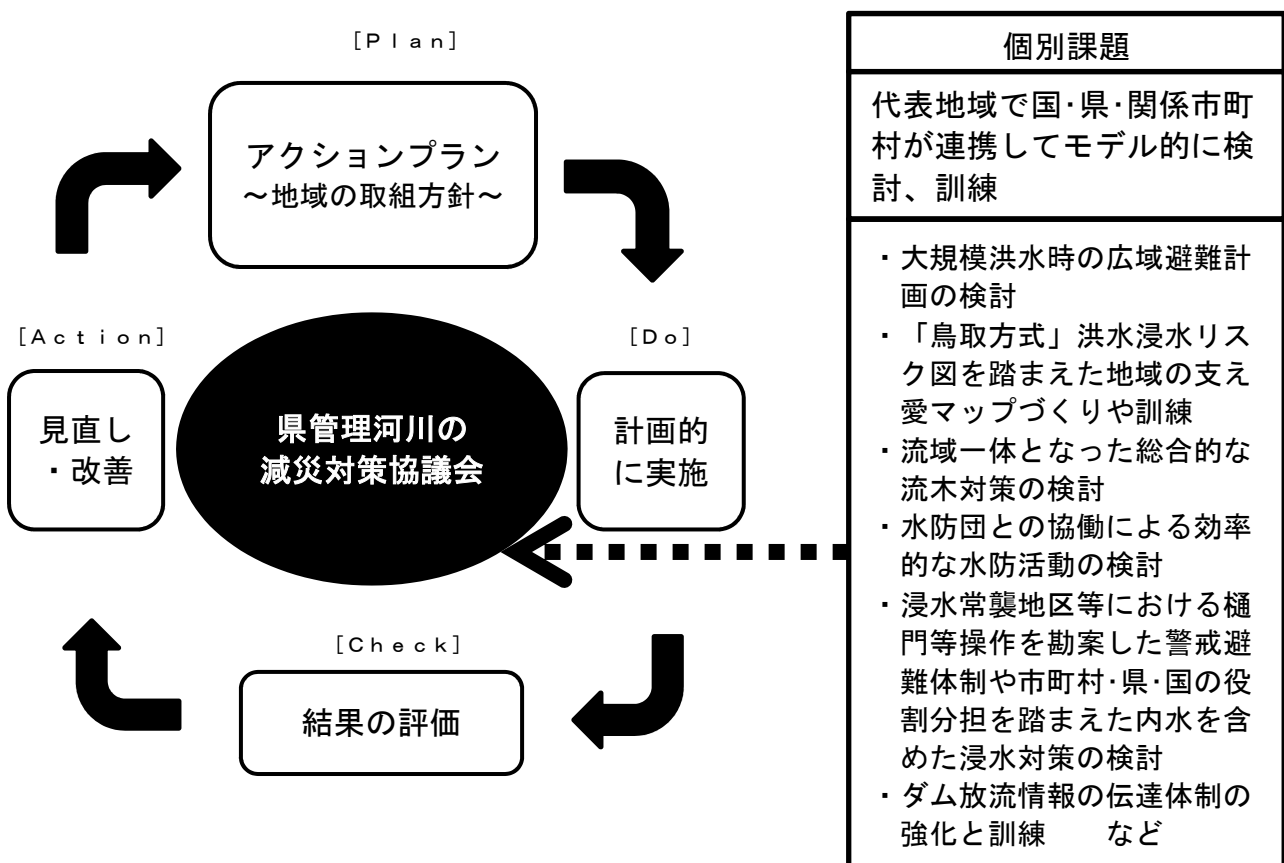 [Plan]
アクションプラン
～地域の取組方針～
[Action]
見直し
・改善
県管理河川の
減災対策協議会
[Do]
計画的
に実施
[Check]
結果の評価
個別課題
代表地域で国･県･関係市町
村が連携してモデル的に検
討、訓練
・大規模洪水時の広域避難計
画の検討
・「鳥取方式」洪水浸水リス
ク図を踏まえた地域の支え
愛マップづくりや訓練
・流域一体となった総合的な
流木対策の検討
・水防団との協働による効率
的な水防活動の検討
・浸水常襲地区等における樋
門等操作を勘案した警戒避
難体制や市町村･県･国の役
割分担を踏まえた内水を含
めた浸水対策の検討
・ダム放流情報の伝達体制の
強化と訓練　　など